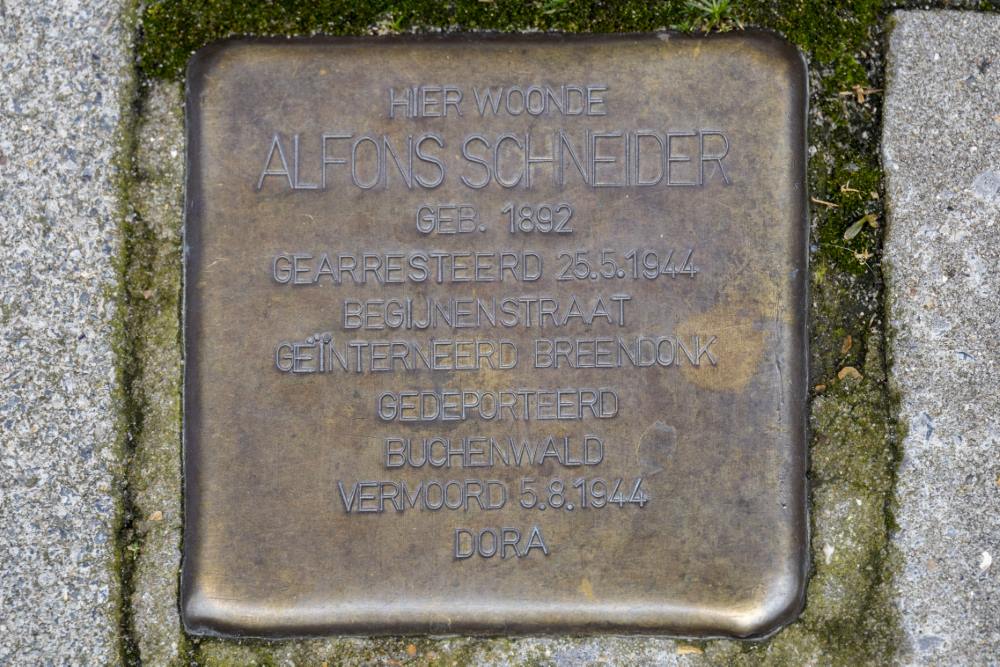 HIER WOONDE
ALFONS SCHNEIDER
GEB. 1892
GEARRESTEERD 25.5.1944
BEGIJNENSTRAAT
GEÏNTERNEERD BREENDONK
GEDEPORTEERD
BUCHENWALD
VERMOORD 5.8.1944
DORA